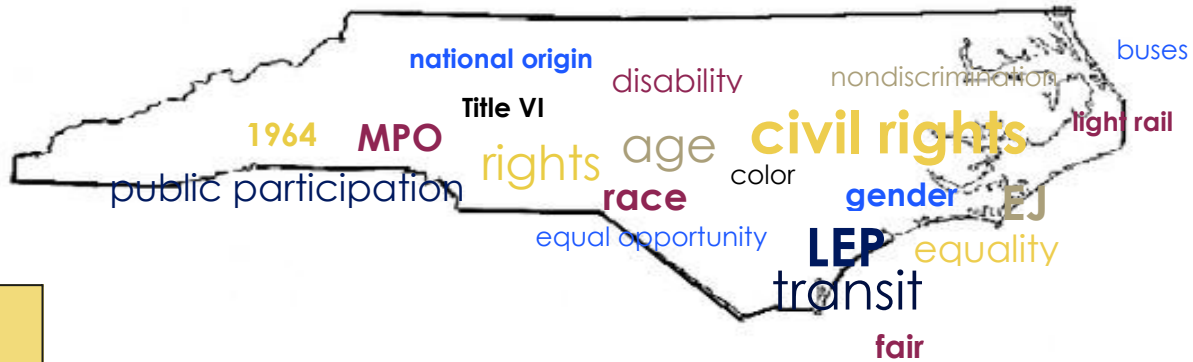 buses
national origin
disability
nondiscrimination
Title VI
light rail
1964
MPO
civil rights
age
rights
color
public participation
race
gender
EJ
equal opportunity
LEP
equality
transit
fair